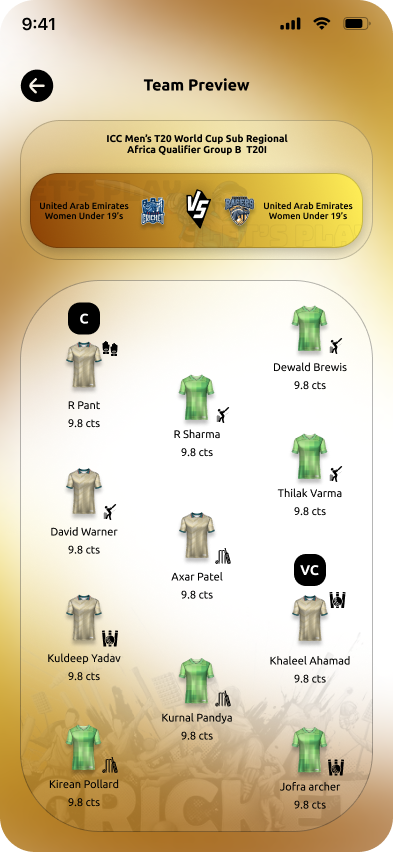 9:41
Team Preview
ICC Men's T20 World Cup Sub Regional
Africa Qualifier Group B T20I
United Arab Emirates
Women Under 19's
CRICKET
VS
United Arab Emirates
Women Under 19's
C
R Pant
9.8 cts
Dewald Brewis
9.8 cts
R Sharma
9.8 cts
Thilak Varma
9.8 cts
David Warner
9.8 cts
Axar Patel
9.8 cts
VC
Khaleel Ahamad
9.8 cts
Kuldeep Yadav
9.8 cts
Kurnal Pandya
9.8 cts
Kirean Pollard
9.8 cts
Jofra archer
9.8 cts
CRICKET